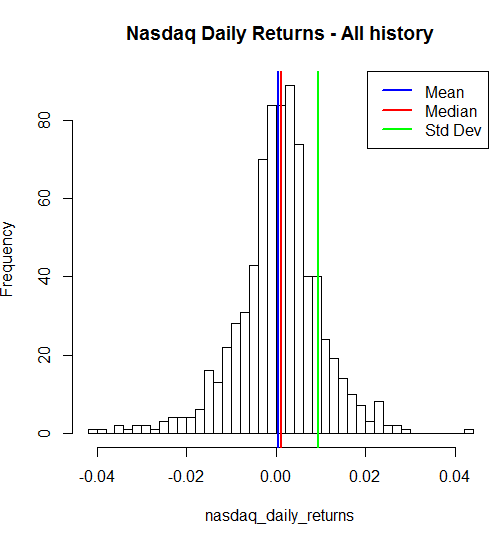 Nasdaq Daily Returns - All history
Mean
Median
Std Dev
Frequency
80
60
40
20
0
-0.04 -0.02 0.00 0.02 0.04
nasdaq_daily_returns